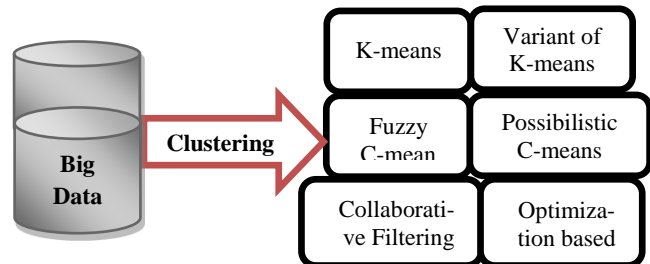 Big
Data
Clustering
K-means
Variant of
K-means
Fuzzy
C-mean
Possibilistic
C-means
Collaborati-
ve Filtering
Optimiza-
tion based